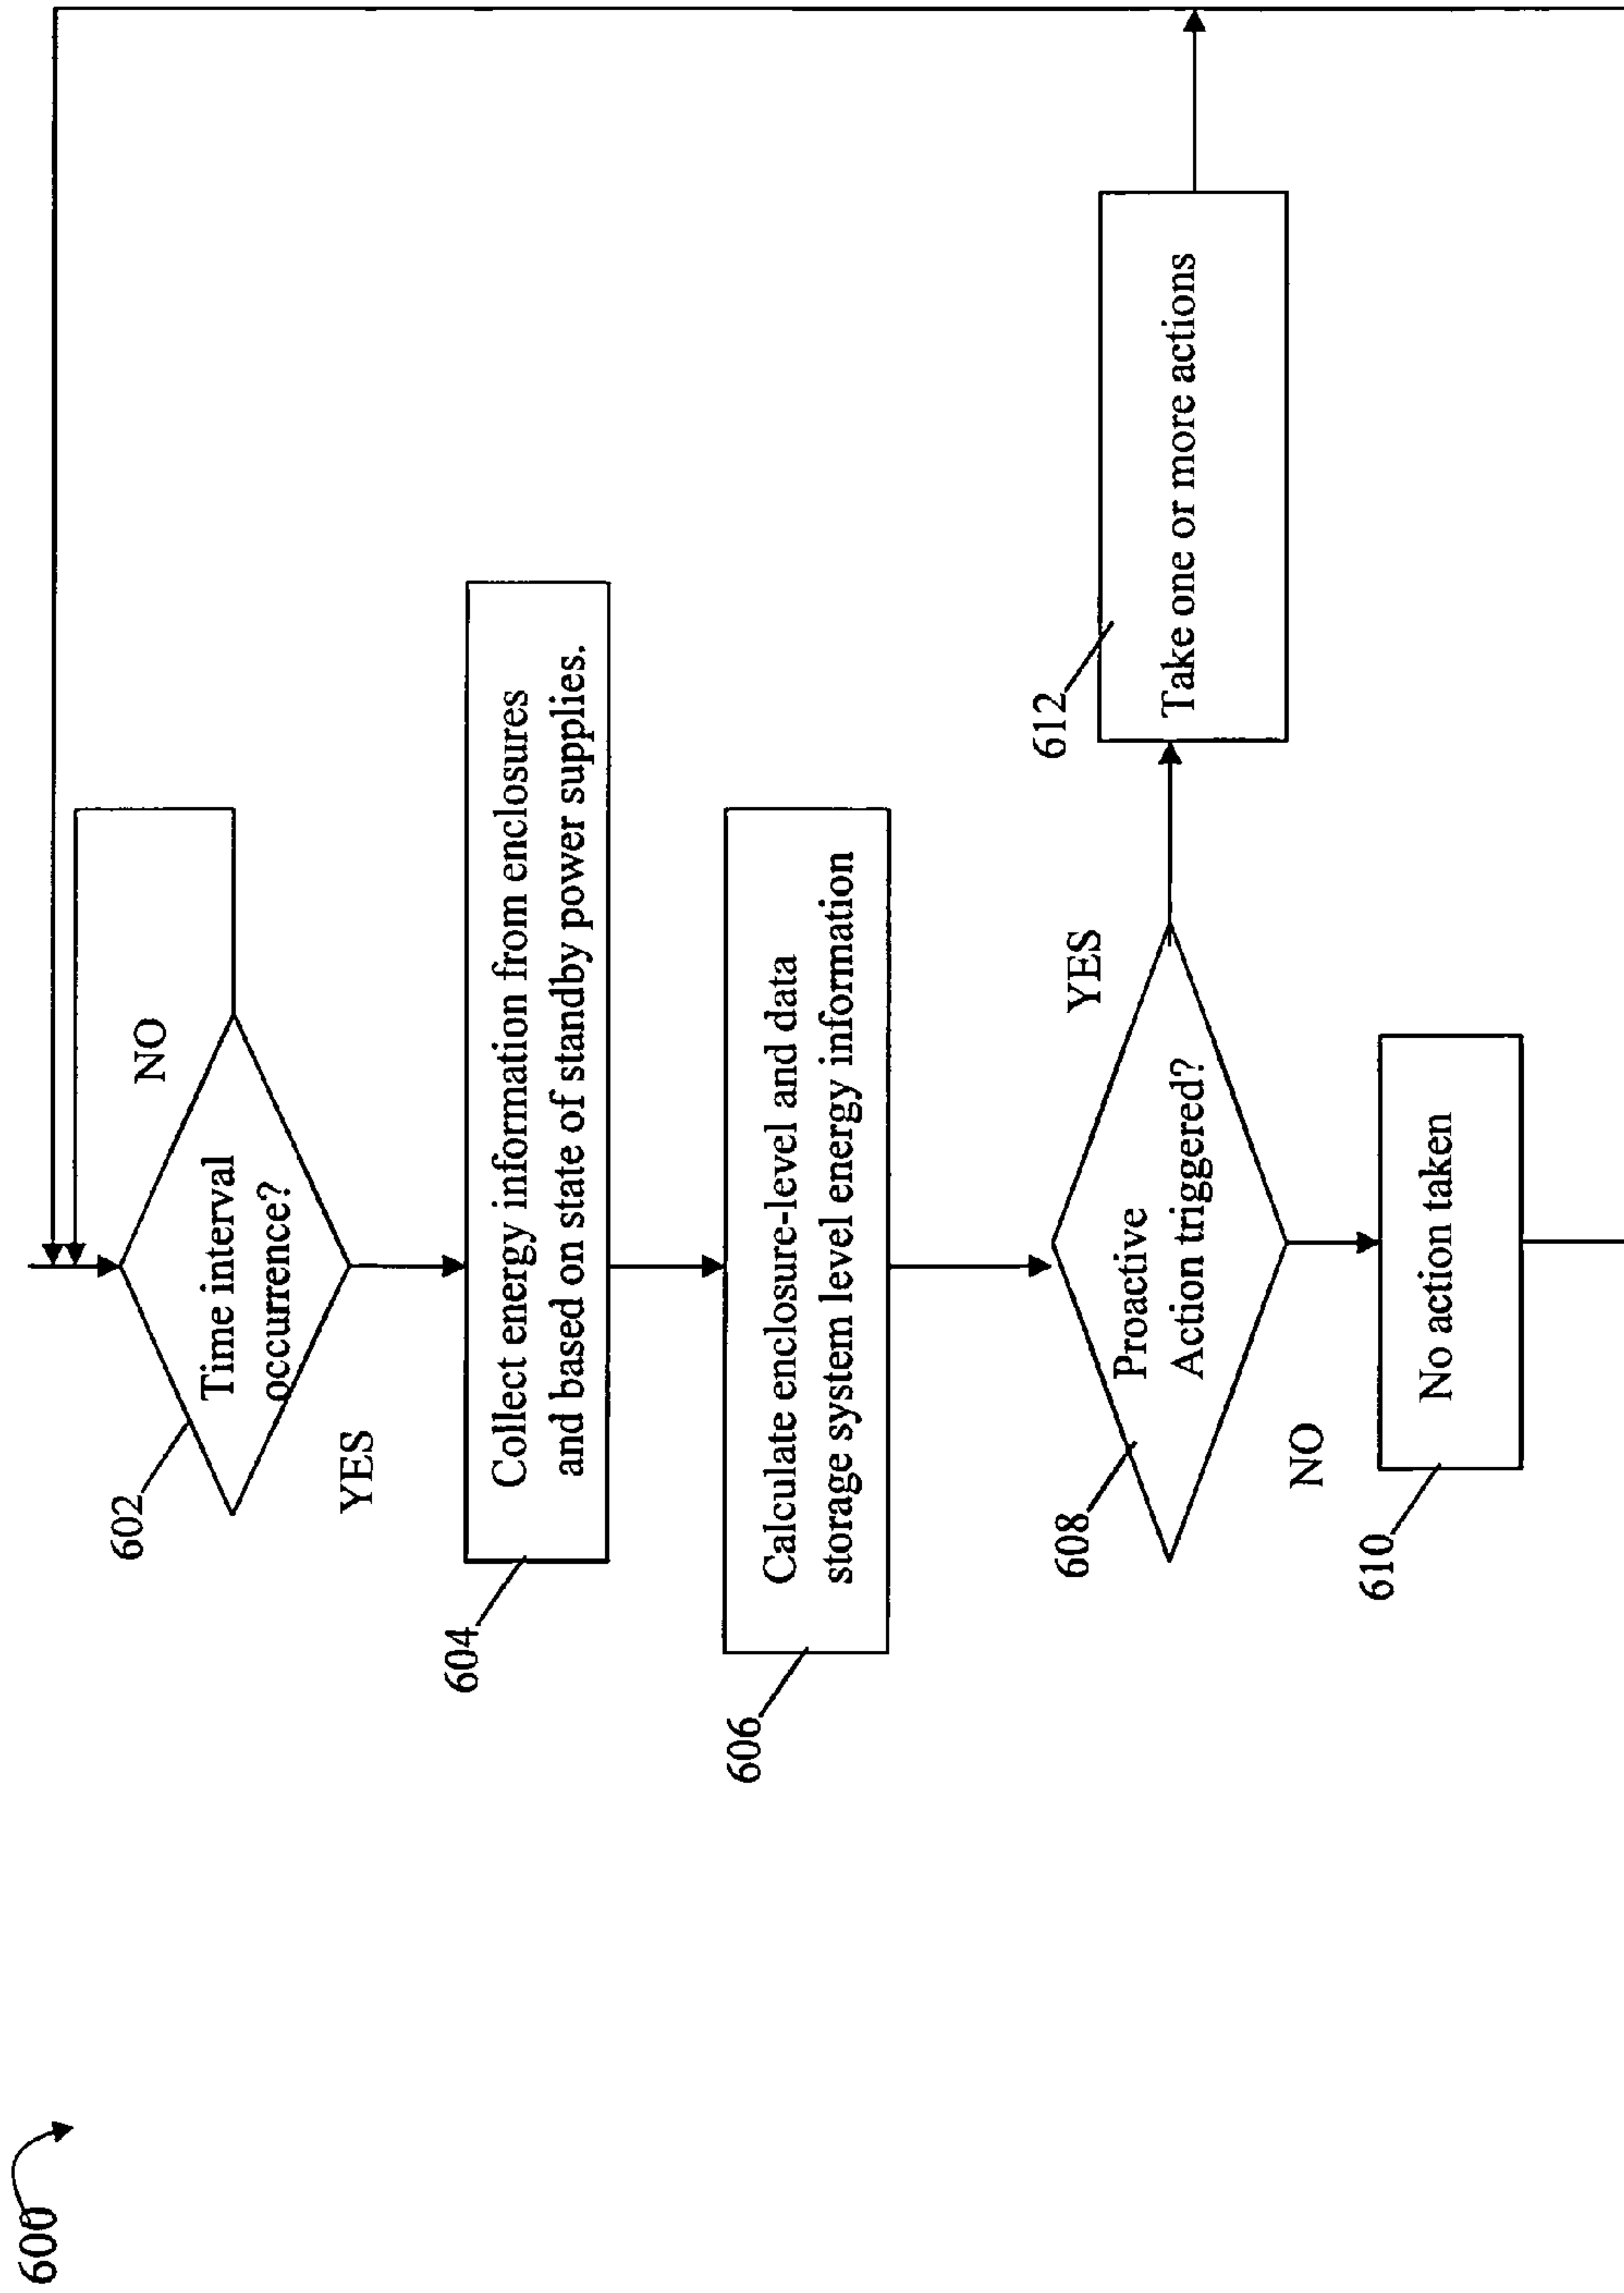 600
602
Time interval
occurrence?
NO
YES
604
Collect energy information from enclosures
and based on state of standby power supplies.
606
Calculate enclosure-level and data
storage system level energy information
608
Proactive
Action triggered?
YES
NO
612
Take one or more actions
610
No action taken